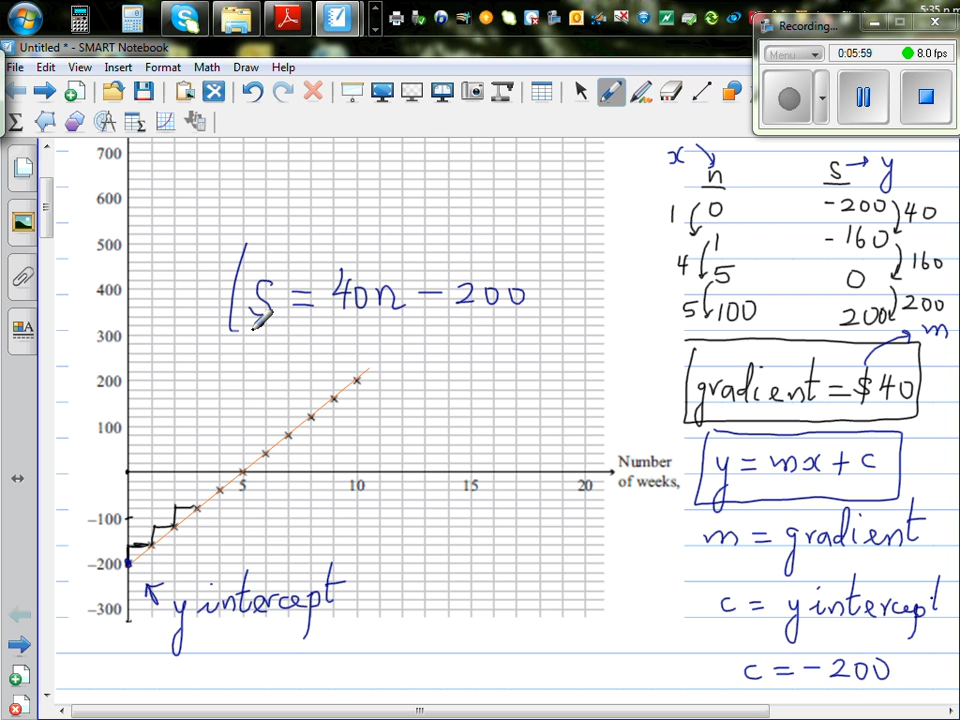 5:35 p.m
Recording...
Untitled * - SMART Notebook
Menu
0:05:59
8.0 fps
File Edit View Insert Format Math Draw Help
700
600
500
400
300
200
100
-100
-200
-300
5
10
15
20
Number
of weeks,
S = 40n - 200
y intercept
x
n
s → y
1
0
-200
40
1
-160
4
5
0
160
5
100
200
200
m
gradient = $40
y = mx + c
m = gradient
c = y intercept
c = -200